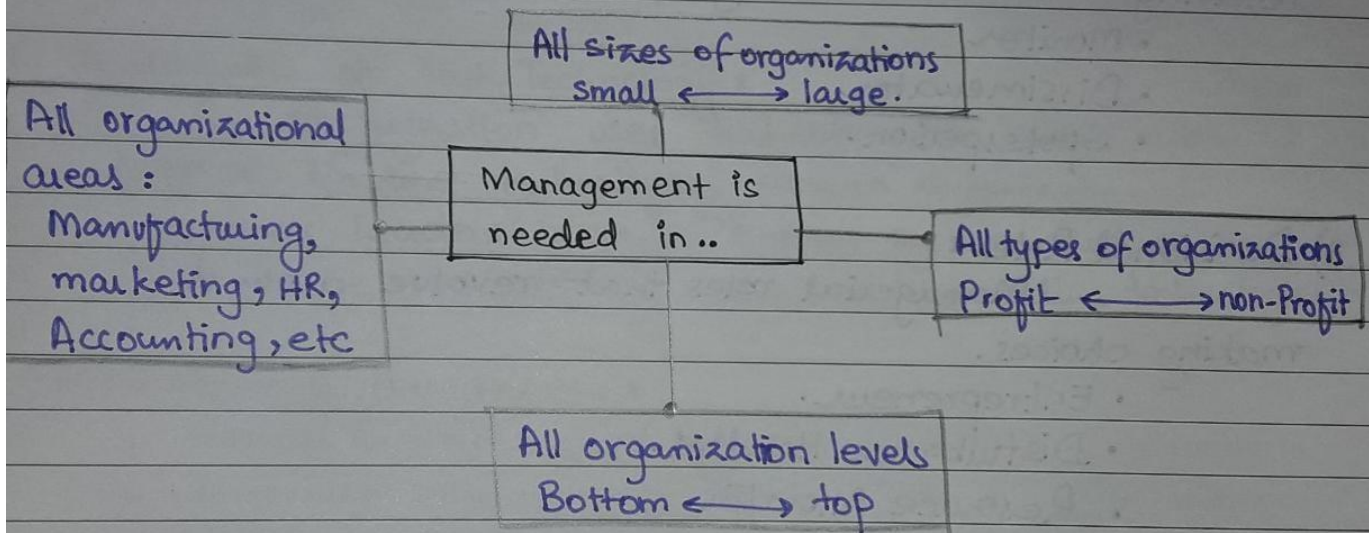 All sizes of organizations
small ⟷ large.
All organizational
areas :
Manufacturing,
marketing, HR,
Accounting, etc
Management is
needed in..
All types of organizations
Profit ⟷ non-Profit
All organization levels
Bottom ⟷ top